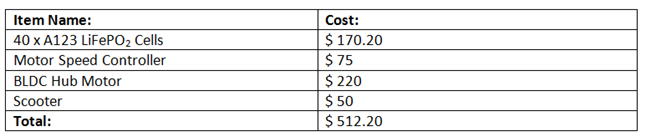 Item Name: Cost:
40 x A123 LiFePO₂ Cells $ 170.20
Motor Speed Controller $ 75
BLDC Hub Motor $ 220
Scooter $ 50
Total: $ 512.20